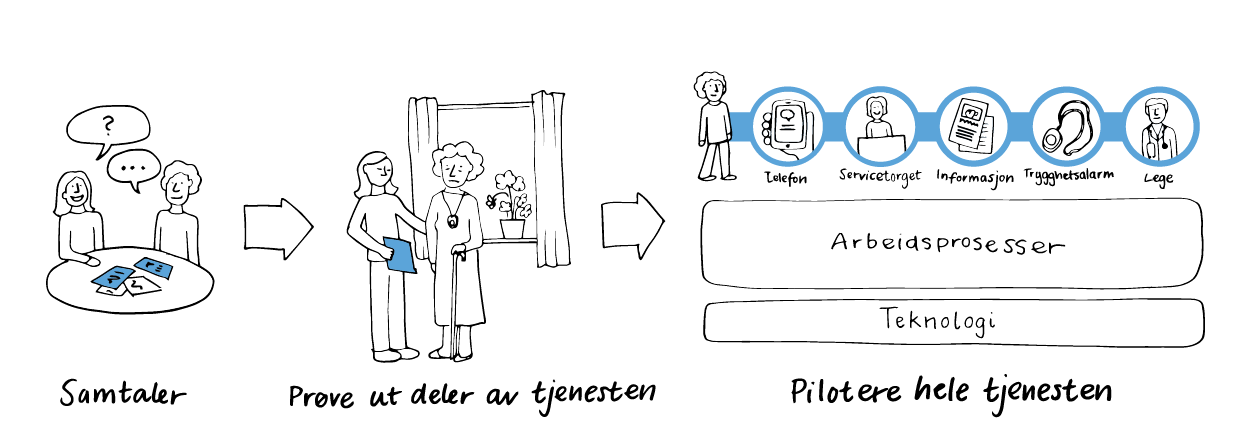 ?
...
Telefon
Servicetorget
Informasjon
Trygghetsalarm
Lege
Arbeidsprosesser
Teknologi
Samtaler
Prøve ut deler av tjenesten
Pilotere hele tjenesten